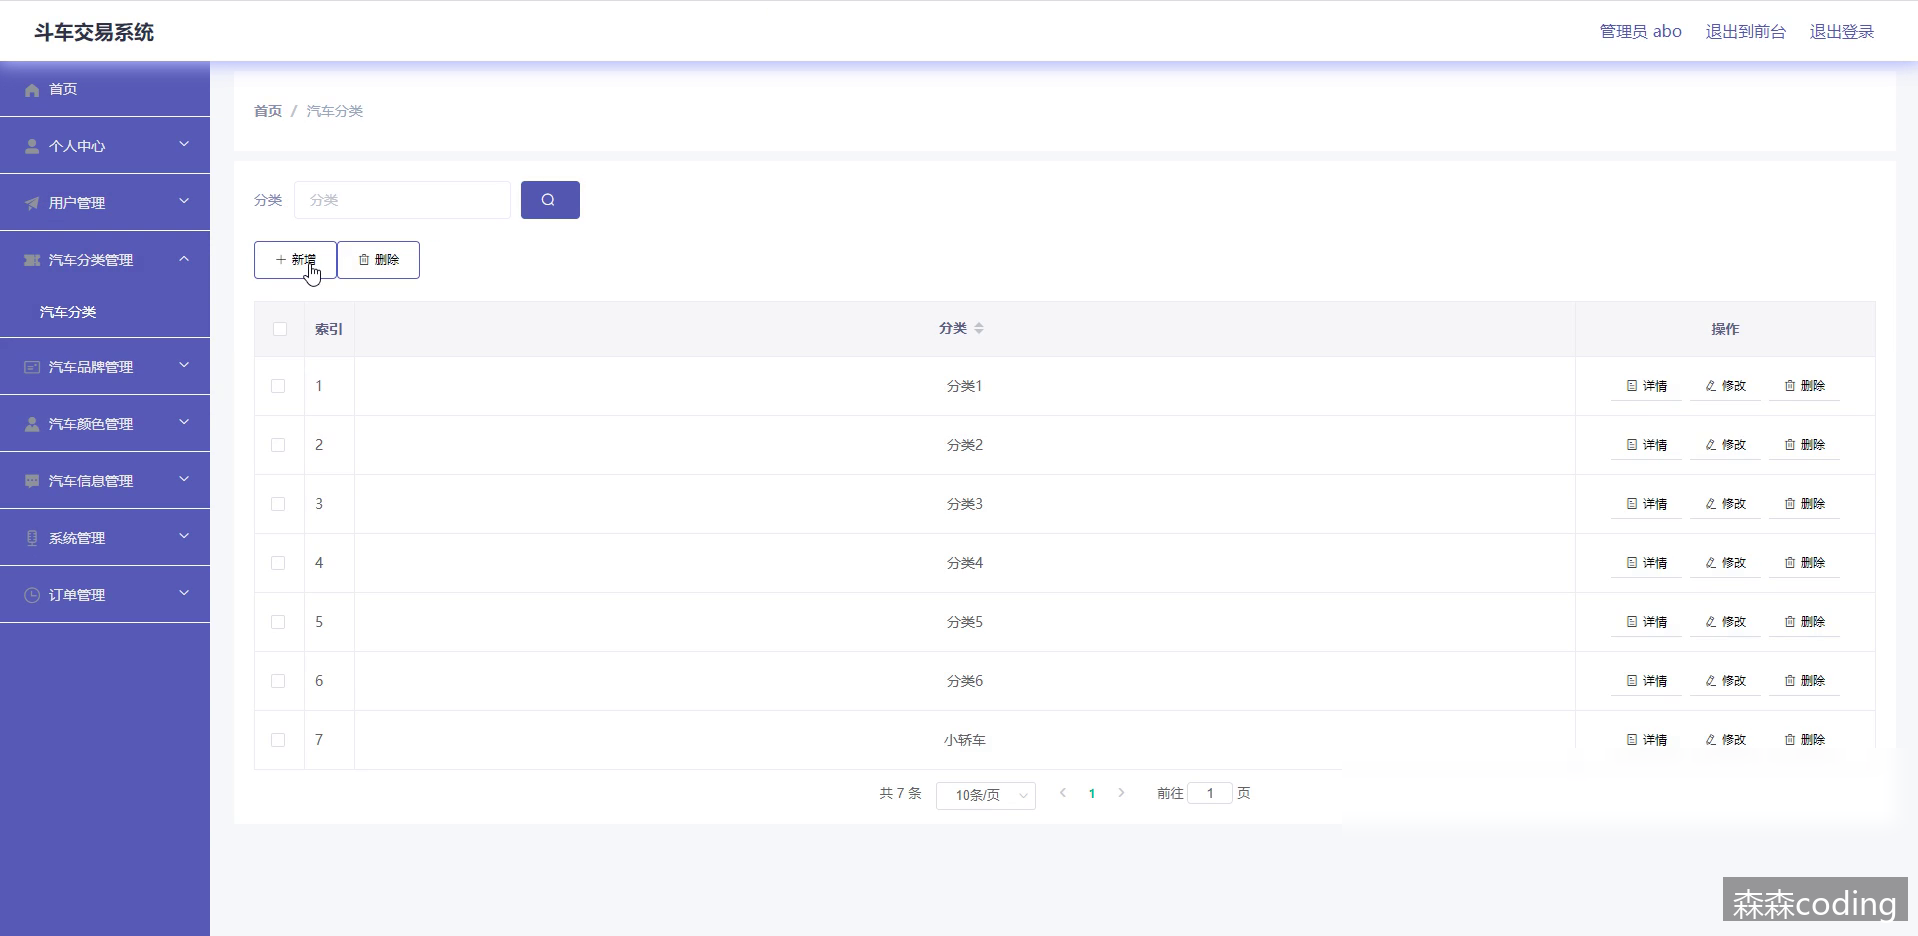 斗车交易系统
管理员 abo 退出到前台 退出登录
首页
个人中心
用户管理
汽车分类管理
汽车分类
汽车品牌管理
汽车颜色管理
汽车信息管理
系统管理
订单管理
首页 / 汽车分类
分类 分类
新增 删除
索引 分类 操作
1 分类1 详情 修改 删除
2 分类2 详情 修改 删除
3 分类3 详情 修改 删除
4 分类4 详情 修改 删除
5 分类5 详情 修改 删除
6 分类6 详情 修改 删除
7 小轿车 详情 修改 删除
共 7 条 10条/页 1 前往 1 页
森森coding